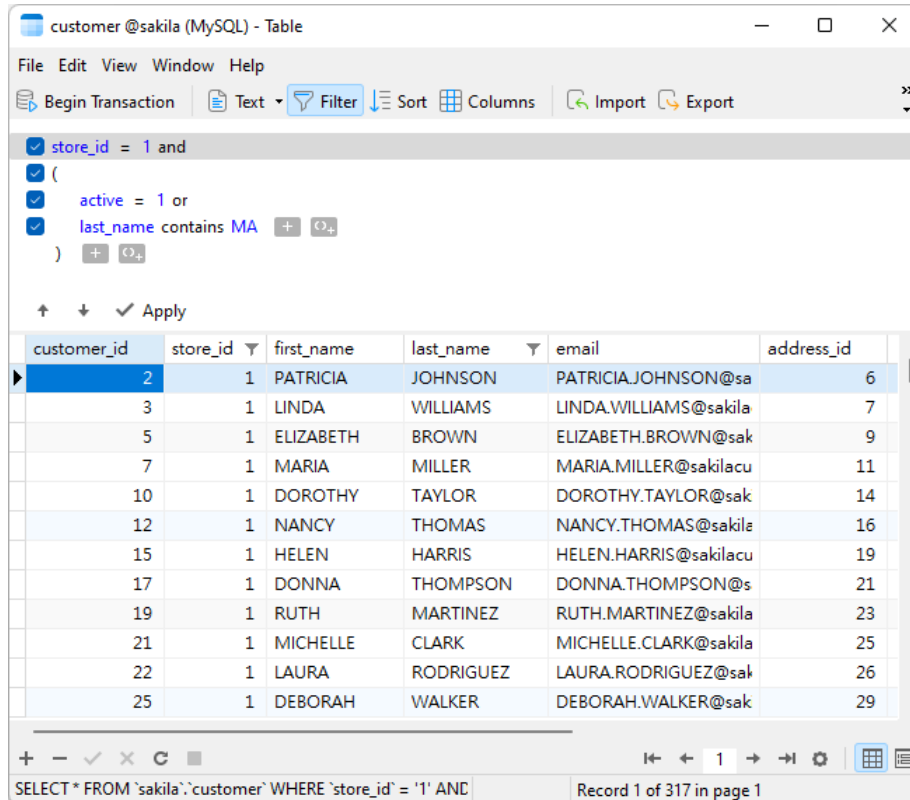 customer @sakila (MySQL) - Table
File Edit View Window Help
Begin Transaction Text Filter Sort Columns Import Export
store_id = 1 and
(
active = 1 or
last_name contains MA
)
Apply
customer_id store_id first_name last_name email address_id
2 1 PATRICIA JOHNSON PATRICIA.JOHNSON@sa 6
3 1 LINDA WILLIAMS LINDA.WILLIAMS@sakila 7
5 1 ELIZABETH BROWN ELIZABETH.BROWN@sak 9
7 1 MARIA MILLER MARIA.MILLER@sakilacu 11
10 1 DOROTHY TAYLOR DOROTHY.TAYLOR@sak 14
12 1 NANCY THOMAS NANCY.THOMAS@sakila 16
15 1 HELEN HARRIS HELEN.HARRIS@sakilacu 19
17 1 DONNA THOMPSON DONNA.THOMPSON@s 21
19 1 RUTH MARTINEZ RUTH.MARTINEZ@sakila 23
21 1 MICHELLE CLARK MICHELLE.CLARK@sakila 25
22 1 LAURA RODRIGUEZ LAURA.RODRIGUEZ@sak 26
25 1 DEBORAH WALKER DEBORAH.WALKER@sak 29
1
SELECT * FROM `sakila`.`customer` WHERE `store_id` = '1' AND
Record 1 of 317 in page 1